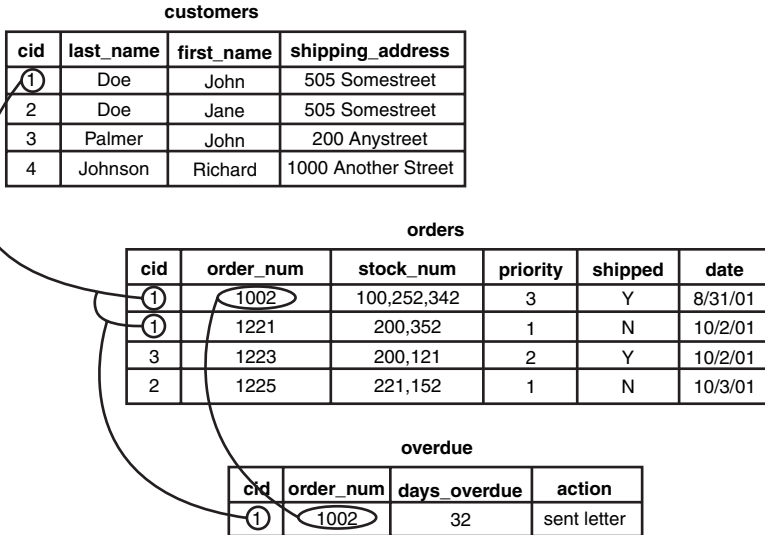 customers
cid last_name first_name shipping_address
1 Doe John 505 Somestreet
2 Doe Jane 505 Somestreet
3 Palmer John 200 Anystreet
4 Johnson Richard 1000 Another Street
orders
cid order_num stock_num priority shipped date
1 1002 100,252,342 3 Y 8/31/01
1 1221 200,352 1 N 10/2/01
3 1223 200,121 2 Y 10/2/01
2 1225 221,152 1 N 10/3/01
overdue
cid order_num days_overdue action
1 1002 32 sent letter